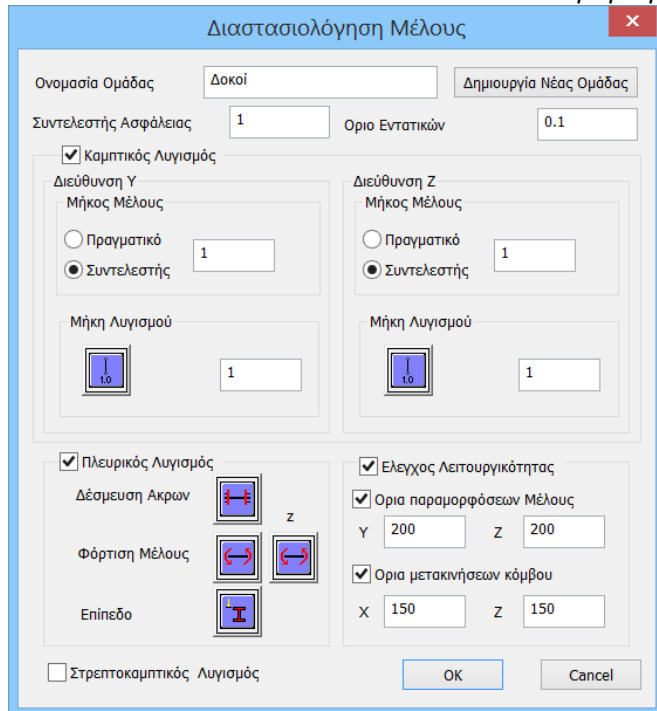 Διαστασιολόγηση Μέλους
Ονομασία Ομάδας Δοκοί Δημιουργία Νέας Ομάδας
Συντελεστής Ασφάλειας 1 Οριο Εντατικών 0.1
Καμπτικός Λυγισμός
Διεύθυνση Υ Διεύθυνση Ζ
Μήκος Μέλους Μήκος Μέλους
Πραγματικό Πραγματικό
1 1
Συντελεστής Συντελεστής
Μήκη Λυγισμού Μήκη Λυγισμού
1.0 1 1.0 1
Πλευρικός Λυγισμός Ελεγχος Λειτουργικότητας
Δέσμευση Ακρων z Ορια παραμορφόσεων Μέλους
Υ 200 Ζ 200
Φόρτιση Μέλους Ορια μετακινήσεων κόμβου
Επίπεδο Χ 150 Ζ 150
Στρεπτοκαμπτικός Λυγισμός OK Cancel